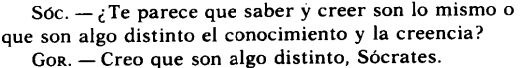 Sóc. — ¿Te parece que saber y creer son lo mismo o
que son algo distinto el conocimiento y la creencia?
Gor. — Creo que son algo distinto, Sócrates.